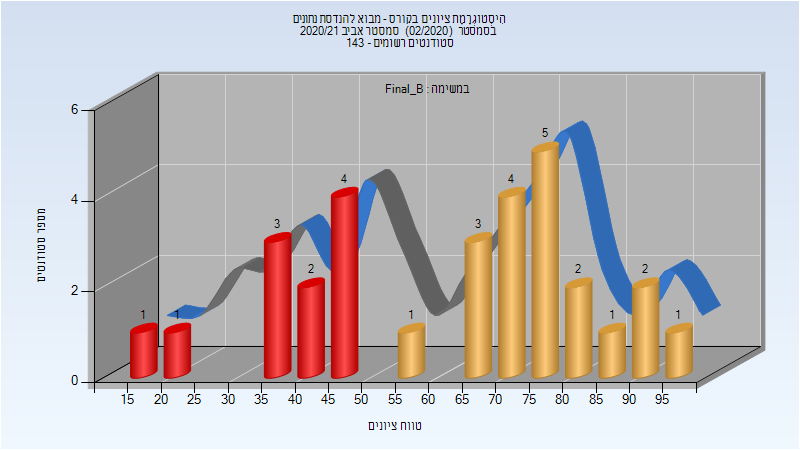 היסטוגרמת ציונים בקורס - מבוא להנדסת נתונים
בסמסטר (02/2020) סמסטר אביב 2020/21
סטודנטים רשומים - 143
במשימה : Final_B
מספר סטודנטים
6
4
2
0
1
1
3
2
4
1
3
4
5
2
1
2
1
15 20 25 30 35 40 45 50 55 60 65 70 75 80 85 90 95
טווח ציונים